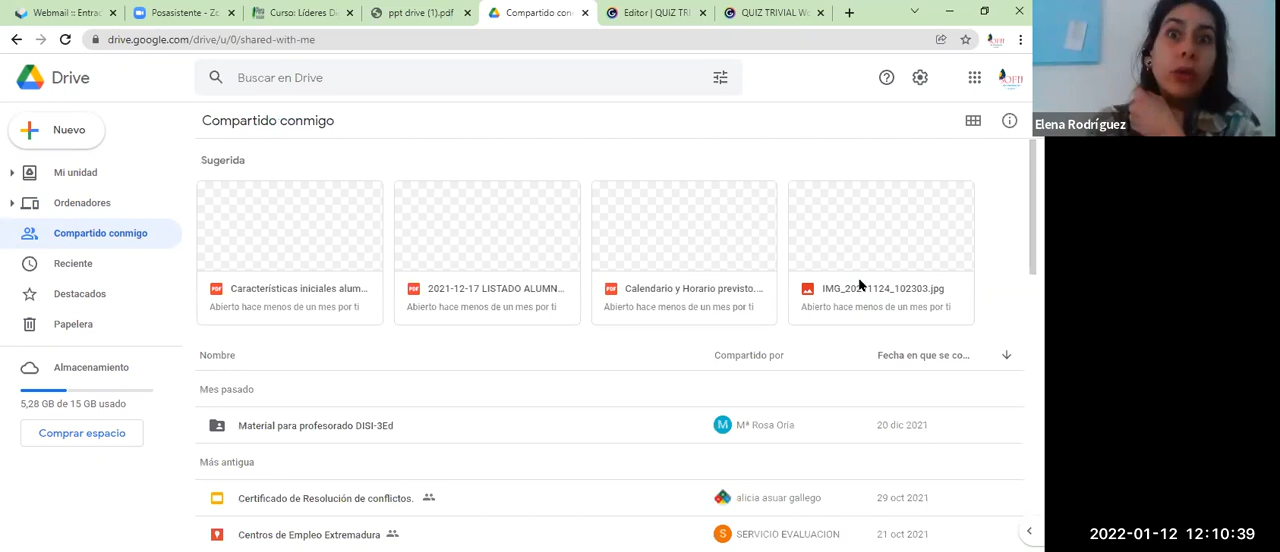 Webmail :: Entrac
Posasistente - Zo
Curso: Líderes Di
ppt drive (1).pdf
Compartido con
Editor | QUIZ TRI
QUIZ TRIVIAL Wo
drive.google.com/drive/u/0/shared-with-me
Drive
Buscar en Drive
Elena Rodríguez
Nuevo
Compartido conmigo
Sugerida
Mi unidad
Ordenadores
Compartido conmigo
Reciente
Destacados
Papelera
Almacenamiento
5,28 GB de 15 GB usado
Comprar espacio
PDF Características iniciales alum...
Abierto hace menos de un mes por ti
PDF 2021-12-17 LISTADO ALUMN...
Abierto hace menos de un mes por ti
PDF Calendario y Horario previsto....
Abierto hace menos de un mes por ti
Abierto hace menos de un mes por ti
Nombre Compartido por Fecha en que se co...
Mes pasado
Material para profesorado DISI-3Ed M Mª Rosa Oria 20 dic 2021
Más antigua
Certificado de Resolución de conflictos. alicia asuar gallego 29 oct 2021
Centros de Empleo Extremadura S SERVICIO EVALUACION 21 oct 2021
2022-01-12 12:10:39